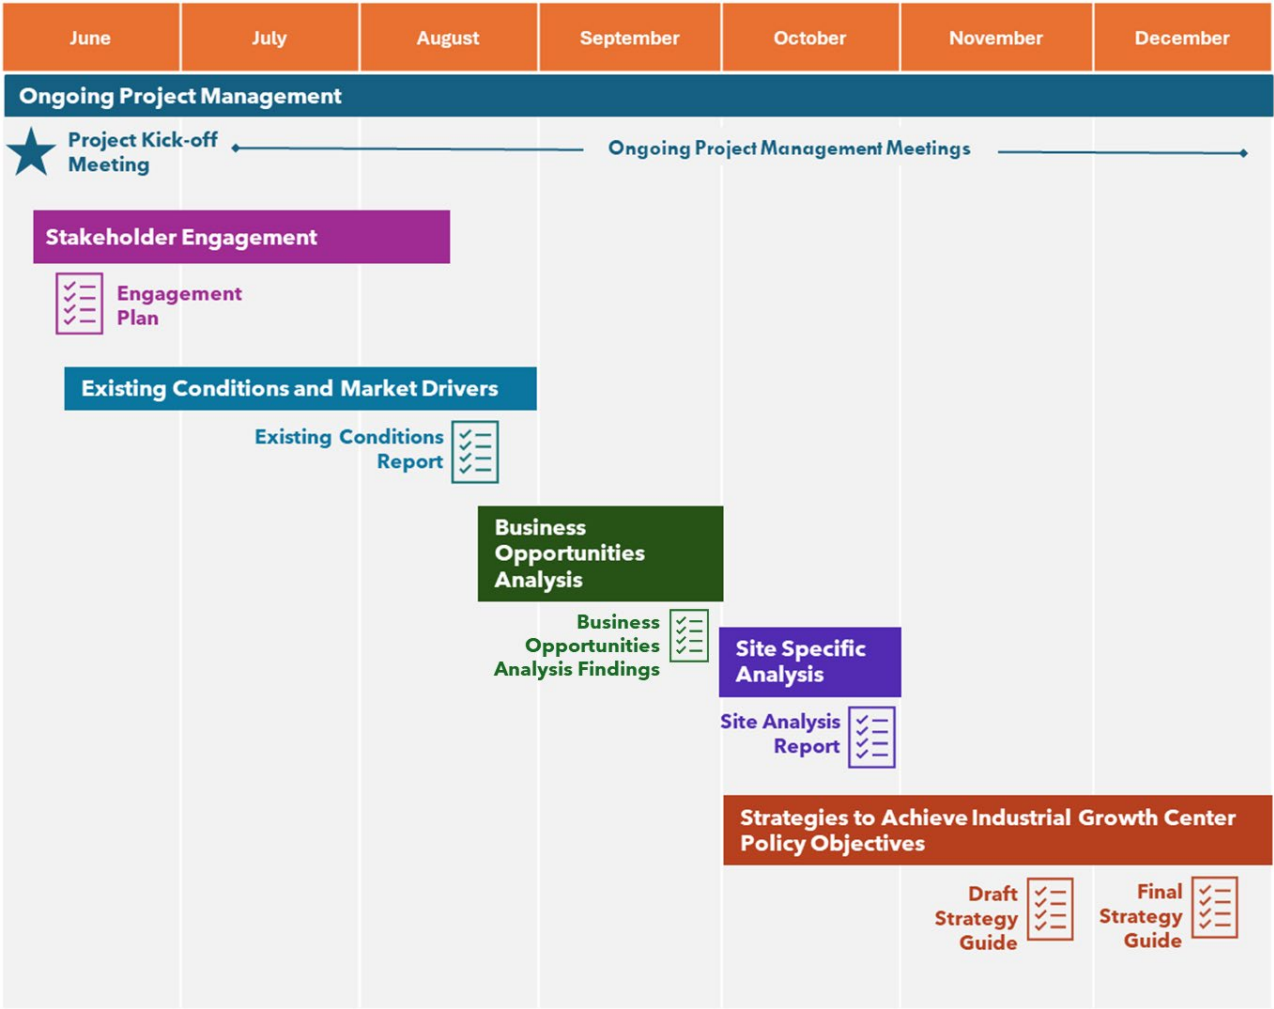 June July August September October November December
Ongoing Project Management
Project Kick-off
Meeting
Ongoing Project Management Meetings
Stakeholder Engagement
Engagement
Plan
Existing Conditions and Market Drivers
Existing Conditions
Report
Business
Opportunities
Analysis
Business
Opportunities
Analysis Findings
Site Specific
Analysis
Site Analysis
Report
Strategies to Achieve Industrial Growth Center
Policy Objectives
Draft
Strategy
Guide
Final
Strategy
Guide